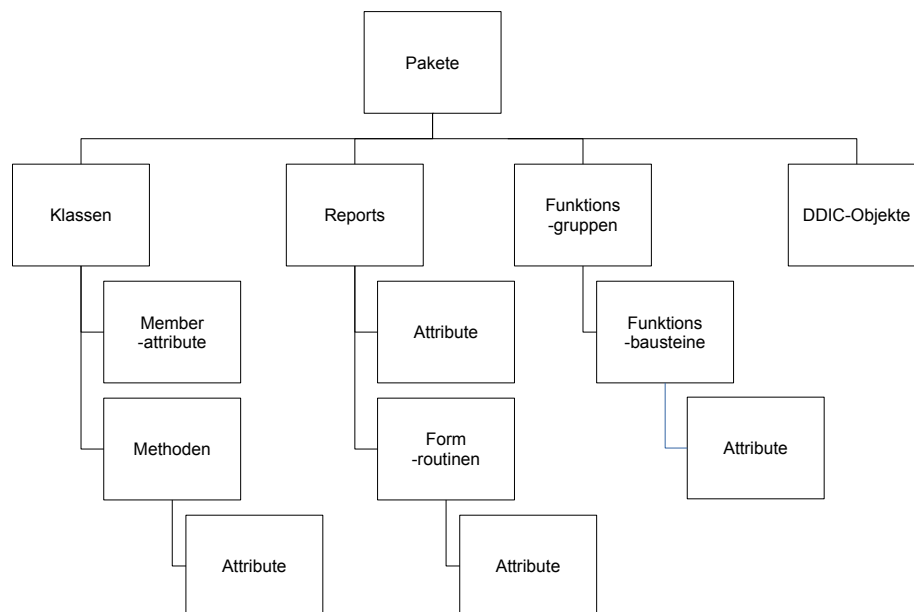 Pakete
Klassen
Reports
Funktions
-gruppen
DDIC-Objekte
Member
-attribute
Attribute
Funktions
-bausteine
Methoden
Form
-routinen
Attribute
Attribute
Attribute